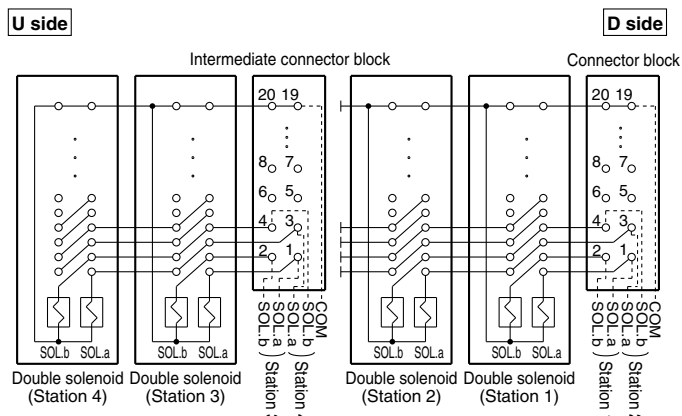 U side
D side
Intermediate connector block
Connector block
20 19
20 19
8 7
8 7
6 5
6 5
4 3
4 3
2 1
2 1
SOL.b SOL.a
SOL.b SOL.a
SOL.b SOL.a
SOL.b SOL.a
SOL.b
SOL.a
SOL.a
SOL.b
COM
SOL.b
SOL.a
SOL.a
SOL.b
COM
Double solenoid
(Station 4)
Double solenoid
(Station 3)
Station
Station
Double solenoid
(Station 2)
Double solenoid
(Station 1)
Station
Station